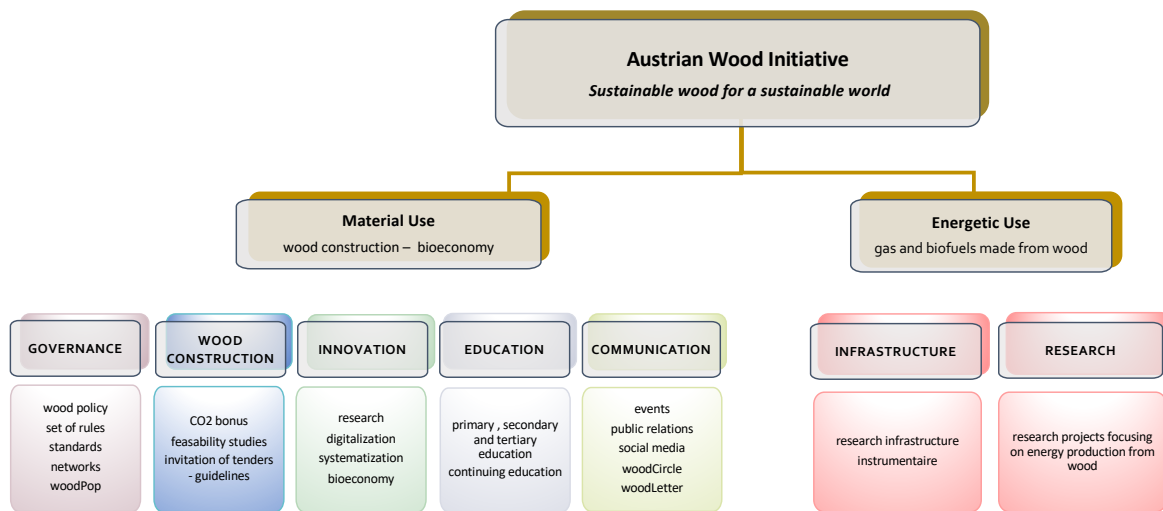 Austrian Wood Initiative
Sustainable wood for a sustainable world
Material Use
wood construction – bioeconomy
Energetic Use
gas and biofuels made from wood
GOVERNANCE
WOOD
CONSTRUCTION
INNOVATION
EDUCATION
COMMUNICATION
INFRASTRUCTURE
RESEARCH
wood policy
set of rules
standards
networks
woodPop
CO2 bonus
feasability studies
invitation of tenders
- guidelines
research
digitalization
systematization
bioeconomy
primary , secondary
and tertiary
education
continuing education
events
public relations
social media
woodCircle
woodLetter
research infrastructure
instrumentaire
research projects focusing
on energy production from
wood